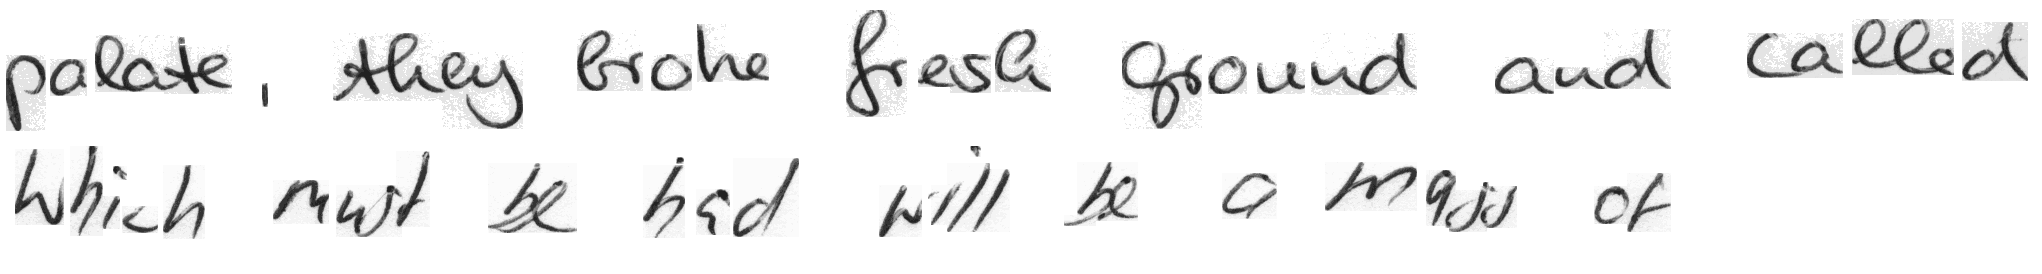 palate, they broke fresh ground and called
which must be had will be a mass of